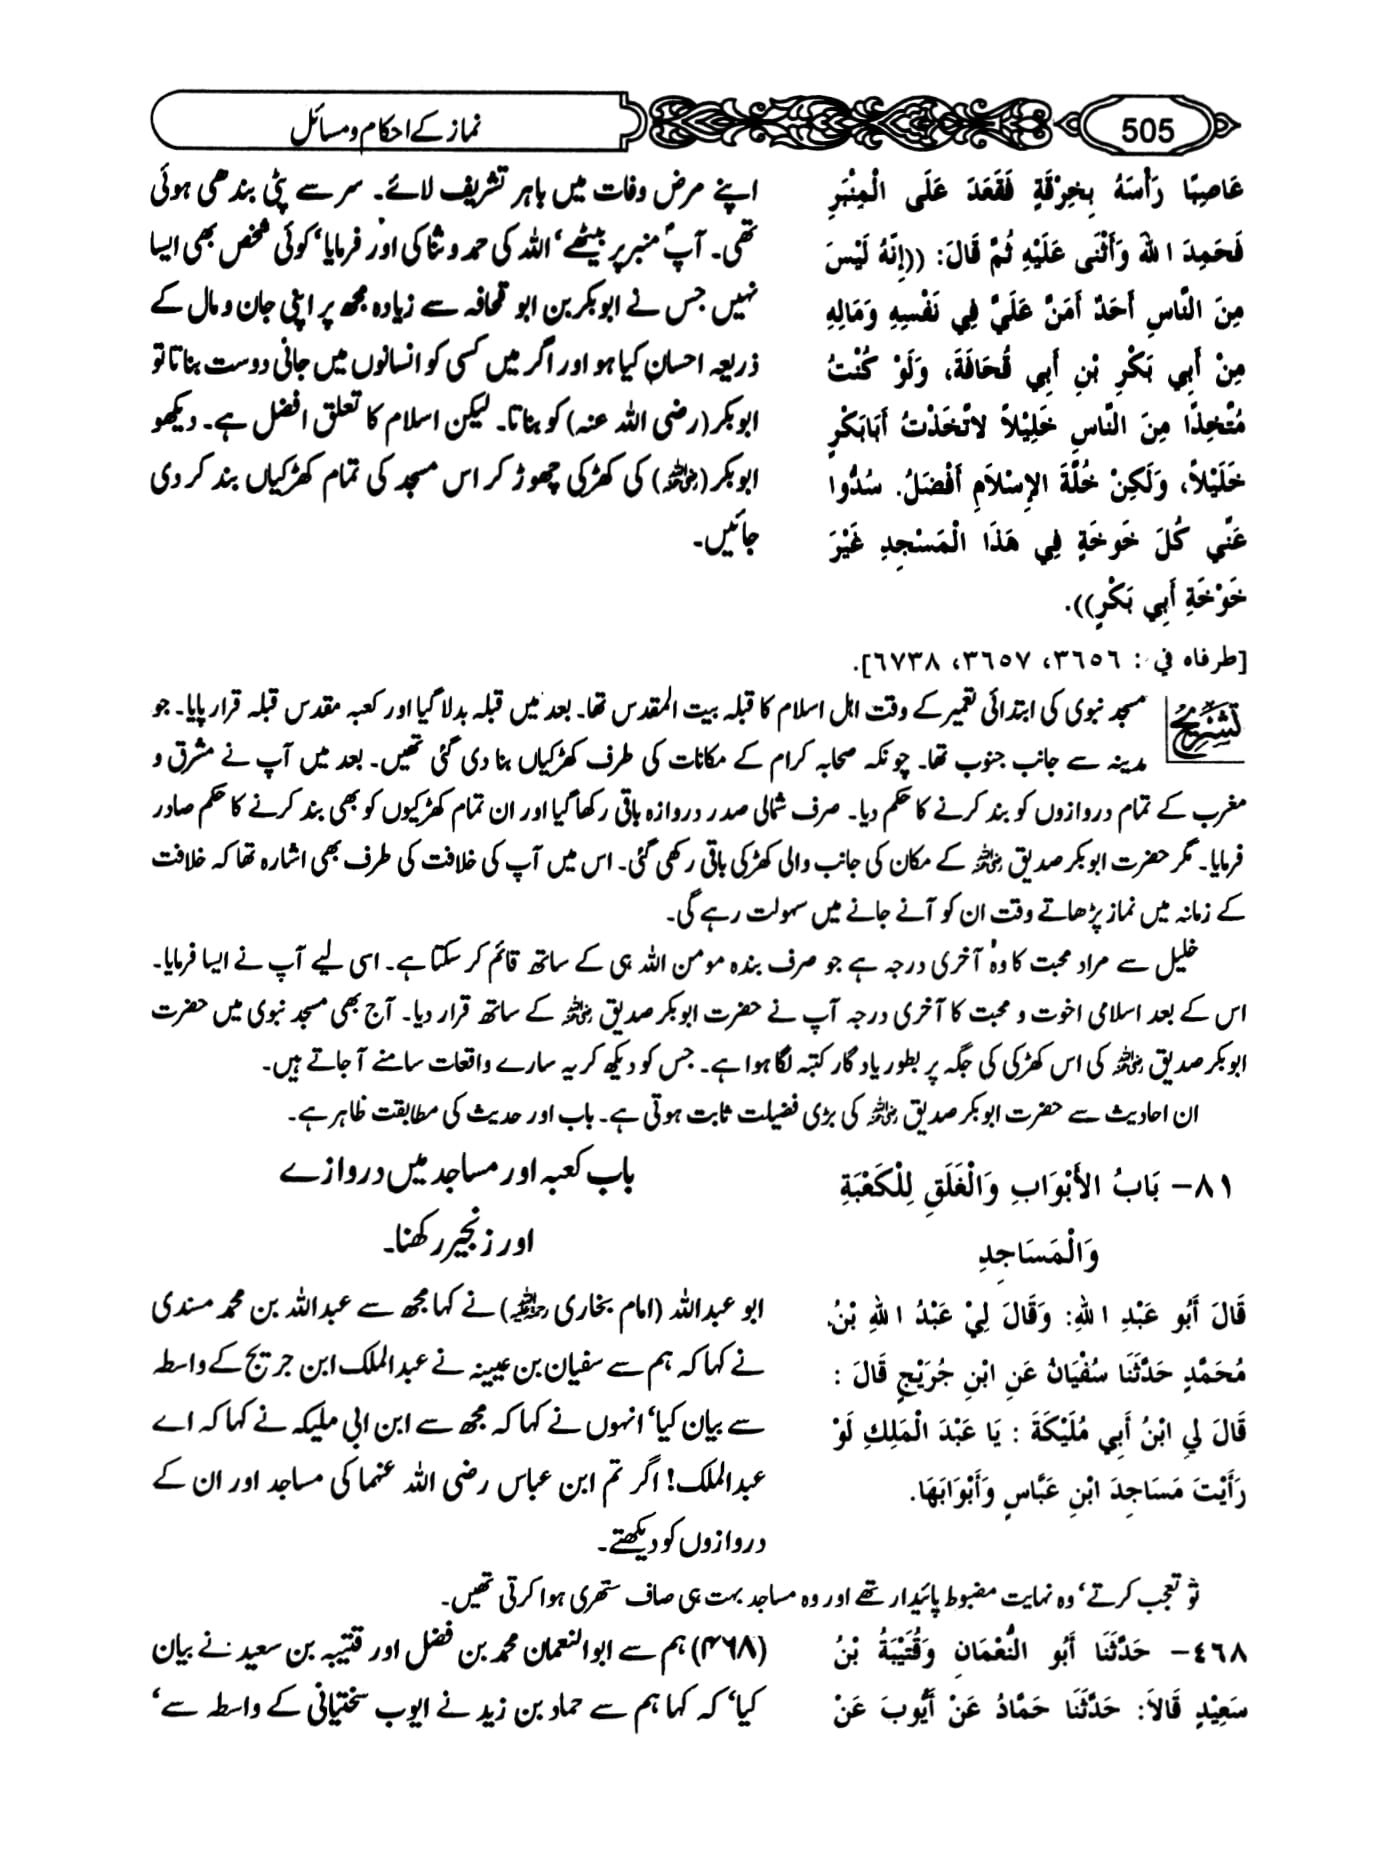 505
نماز کے احکام و مسائل
عَاصِبًا رَأْسَهُ بِخِرْقَةٍ فَقَعَدَ عَلَى الْمِنْبَرِ
فَحَمِدَ اللهَ وَأَثْنَى عَلَيْهِ ثُمَّ قَالَ: ((إِنَّهُ لَيْسَ
مِنَ النَّاسِ أَحَدٌ أَمَنَّ عَلَيَّ فِي نَفْسِهِ وَمَالِهِ
مِنْ أَبِي بَكْرِ بْنِ أَبِي قُحَافَةَ، وَلَوْ كُنْتُ
مُتَّخِذًا مِنَ النَّاسِ خَلِيْلاً لاَتَّخَذْتُ أَبَابَكْرٍ
خَلِيْلاً، وَلَكِنْ خُلَّةَ الإِسْلاَمِ أَفْضَلُ. سُدُّوا
عَنِّي كُلَّ خَوخَةٍ فِي هَذَا الْمَسْجِدِ غَيْرَ
خَوْخَةِ أَبِي بَكْرٍ)).
[طرفاه في : ٣٦٥٦، ٣٦٥٧، ٦٧٣٨].
اپنے مرض وفات میں باہر تشریف لائے۔ سر سے پٹی بندھی ہوئی
تھی۔ آپؐ منبر پر بیٹھے‘ اللہ کی حمد و ثنا کی اور فرمایا‘ کوئی شخص بھی ایسا
نہیں جس نے ابوبکر بن ابو قحافہ سے زیادہ مجھ پر اپنی جان و مال کے
ذریعہ احسان کیا ہو اور اگر میں کسی کو انسانوں میں جانی دوست بناتا تو
ابوبکر (رضی اللہ عنہ) کو بناتا۔ لیکن اسلام کا تعلق افضل ہے۔ دیکھو
ابوبکر (رضی اللہ عنہ) کی کھڑکی چھوڑ کر اس مسجد کی تمام کھڑکیاں بند کر دی
جائیں۔
تشریح مسجد نبوی کی ابتدائی تعمیر کے وقت اہل اسلام کا قبلہ بیت المقدس تھا۔ بعد میں قبلہ بدلا گیا اور کعبہ مقدس قبلہ قرار پایا۔ جو
مدینہ سے جانب جنوب تھا۔ چونکہ صحابہ کرام کے مکانات کی طرف کھڑکیاں بنا دی گئی تھیں۔ بعد میں آپ نے مشرق و
مغرب کے تمام دروازوں کو بند کرنے کا حکم دیا۔ صرف شمالی صدر دروازہ باقی رکھا گیا اور ان تمام کھڑکیوں کو بھی بند کرنے کا حکم صادر
فرمایا۔ مگر حضرت ابوبکر صدیق رضی اللہ عنہ کے مکان کی جانب والی کھڑکی باقی رکھی گئی۔ اس میں آپ کی خلافت کی طرف بھی اشارہ تھا کہ خلافت
کے زمانہ میں نماز پڑھاتے وقت ان کو آنے جانے میں سہولت رہے گی۔
خلیل سے مراد محبت کا وہ آخری درجہ ہے جو صرف بندہ مومن اللہ ہی کے ساتھ قائم کر سکتا ہے۔ اسی لیے آپ نے ایسا فرمایا۔
اس کے بعد اسلامی اخوت و محبت کا آخری درجہ آپ نے حضرت ابوبکر صدیق رضی اللہ عنہ کے ساتھ قرار دیا۔ آج بھی مسجد نبوی میں حضرت
ابوبکر صدیق رضی اللہ عنہ کی اس کھڑکی کی جگہ پر بطور یادگار کتبہ لگا ہوا ہے۔ جس کو دیکھ کر یہ سارے واقعات سامنے آ جاتے ہیں۔
ان احادیث سے حضرت ابوبکر صدیق رضی اللہ عنہ کی بڑی فضیلت ثابت ہوتی ہے۔ باب اور حدیث کی مطابقت ظاہر ہے۔
٨١- بَابُ الأَبْوَابِ وَالْغَلَقِ لِلْكَعْبَةِ
وَالْمَسَاجِدِ
باب کعبہ اور مساجد میں دروازے
اور زنجیر رکھنا۔
قَالَ أَبُو عَبْدِ اللهِ: وَقَالَ لِيْ عَبْدُ اللهِ بْنُ
مُحَمَّدٍ حَدَّثَنَا سُفْيَانُ عَنِ ابْنِ جُرَيْجٍ قَالَ :
قَالَ لِي ابْنُ أَبِي مُلَيْكَةَ : يَا عَبْدَ الْمَلِكِ لَوْ
رَأَيْتَ مَسَاجِدَ ابْنِ عَبَّاسٍ وَأَبْوَابَهَا.
ابو عبداللہ (امام بخاری رحمۃ اللہ علیہ) نے کہا مجھ سے عبداللہ بن محمد مسندی
نے کہا کہ ہم سے سفیان بن عیینہ نے عبدالملک ابن جریج کے واسطہ
سے بیان کیا‘ انہوں نے کہا کہ مجھ سے ابن ابی ملیکہ نے کہا کہ اے
عبدالملک! اگر تم ابن عباس رضی اللہ عنہما کی مساجد اور ان کے
دروازوں کو دیکھتے۔
تو تعجب کرتے‘ وہ نہایت مضبوط پائیدار تھے اور وہ مساجد بہت ہی صاف ستھری ہوا کرتی تھیں۔
٤٦٨- حَدَّثَنَا أَبُو النُّعْمَانِ وَقُتَيْبَةُ بْنُ
سَعِيْدٍ قَالاَ: حَدَّثَنَا حَمَّادٌ عَنْ أَيُّوبَ عَنْ
(۴۶۸) ہم سے ابوالنعمان محمد بن فضل اور قتیبہ بن سعید نے بیان
کیا‘ کہ کہا ہم سے حماد بن زید نے ایوب سختیانی کے واسطہ سے‘